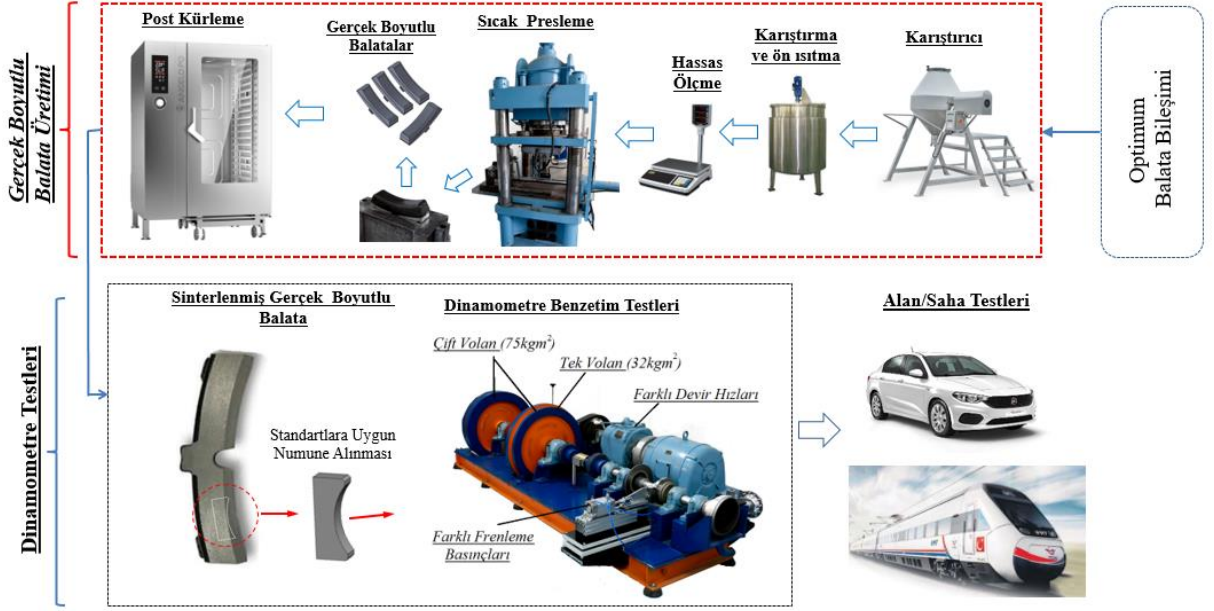 Gerçek Boyutlu
Balata Üretimi
Post Kürleme
Gerçek Boyutlu
Balatalar
Sıcak Presleme
Hassas
Ölçme
Karıştırma
ve ön ısıtma
Karıştırıcı
Optimum
Balata Bileşimi
Dinamometre Testleri
Sinterlenmiş Gerçek Boyutlu
Balata
Standartlara Uygun
Numune Alınması
Dinamometre Benzetim Testleri
Çift Volan (75kgm²)
Tek Volan (32kgm²)
Farklı Devir Hızları
Farklı Frenleme
Basınçları
Alan/Saha Testleri